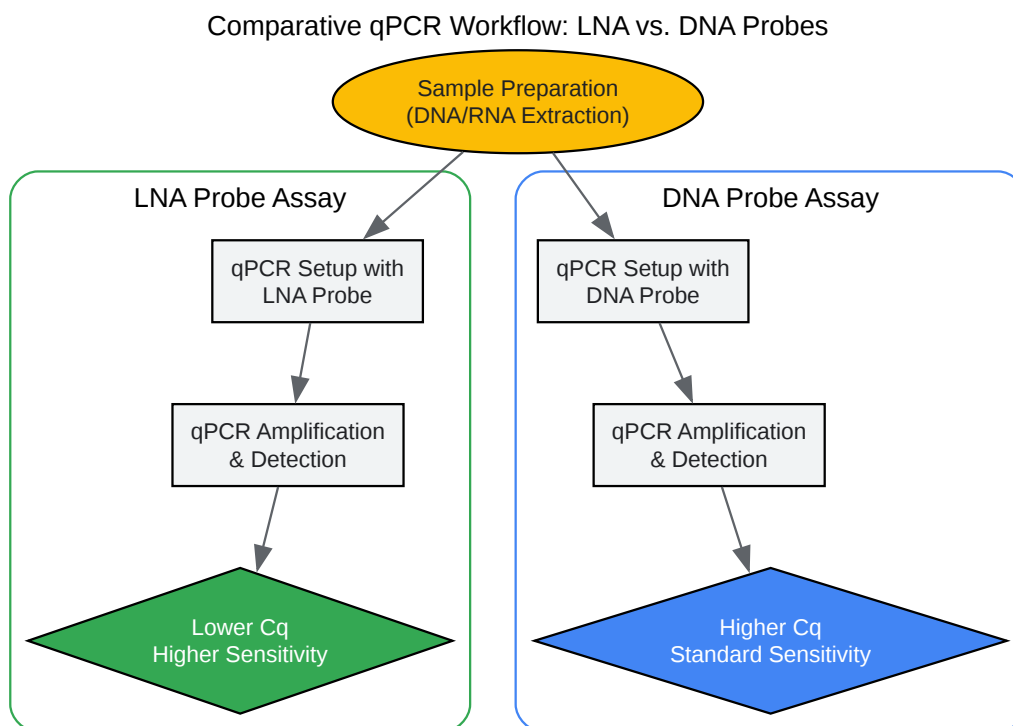 Comparative qPCR Workflow: LNA vs. DNA Probes
Sample Preparation
(DNA/RNA Extraction)
LNA Probe Assay
qPCR Setup with
LNA Probe
qPCR Amplification
& Detection
Lower Cq
Higher Sensitivity
DNA Probe Assay
qPCR Setup with
DNA Probe
qPCR Amplification
& Detection
Higher Cq
Standard Sensitivity